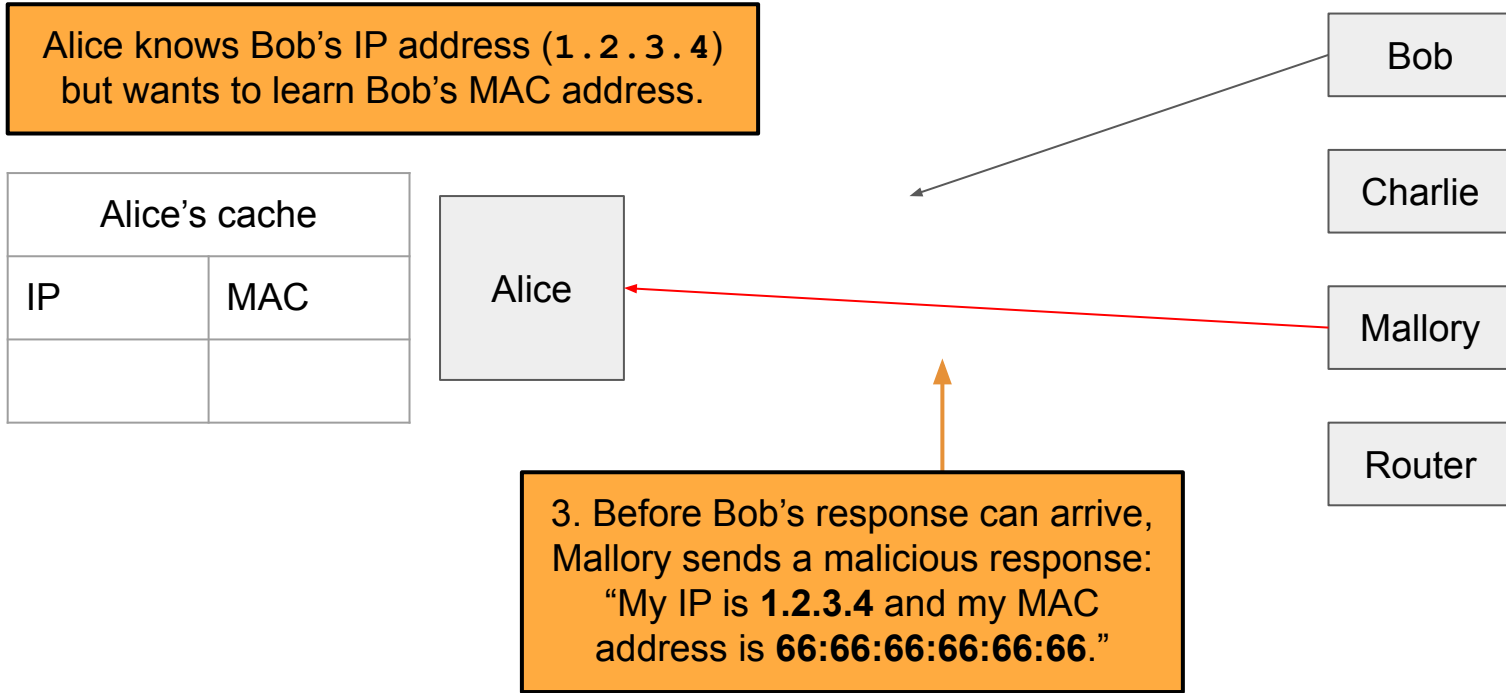 Alice knows Bob’s IP address (1.2.3.4)
but wants to learn Bob’s MAC address.
Bob
Charlie
Mallory
Router
Alice’s cache
IP MAC
Alice
3. Before Bob’s response can arrive,
Mallory sends a malicious response:
“My IP is 1.2.3.4 and my MAC
address is 66:66:66:66:66:66.”